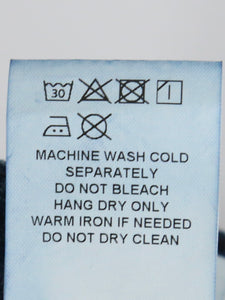 30
MACHINE WASH COLD
SEPARATELY
DO NOT BLEACH
HANG DRY ONLY
WARM IRON IF NEEDED
DO NOT DRY CLEAN